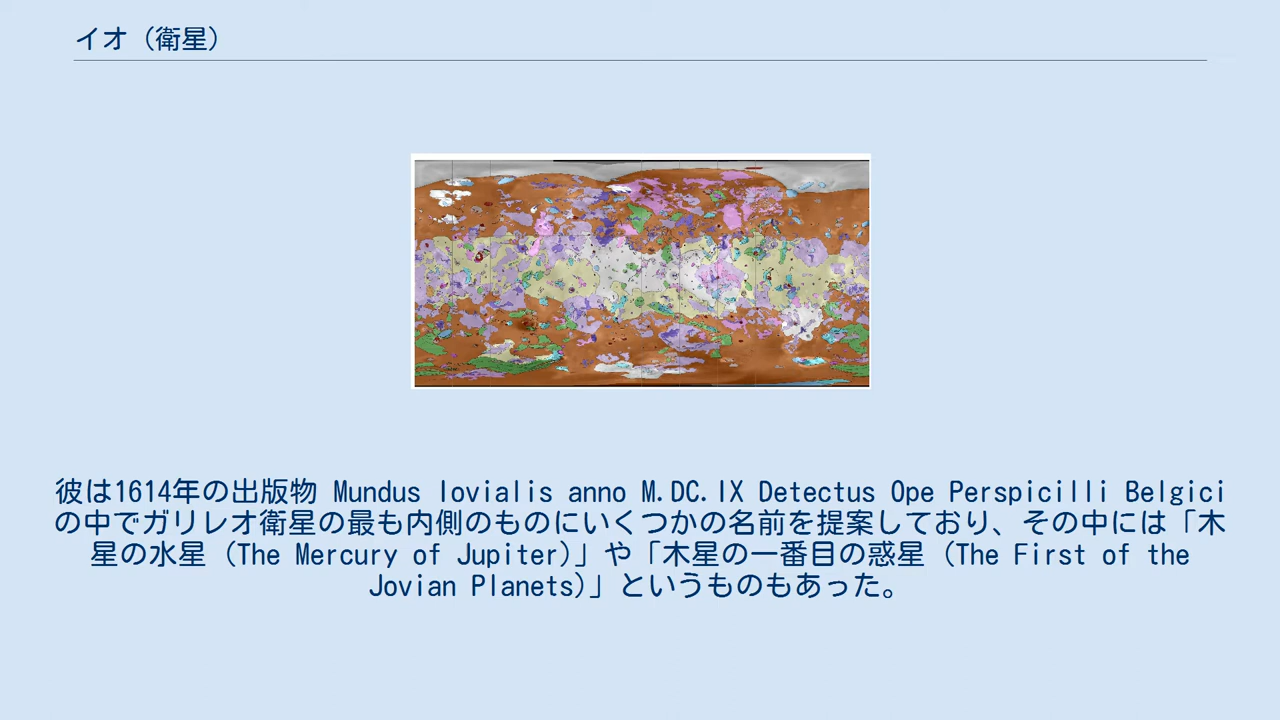 イオ（衛星）
彼は1614年の出版物 Mundus Iovialis anno M.DC.IX Detectus Ope Perspicilli Belgici
の中でガリレオ衛星の最も内側のものにいくつかの名前を提案しており、その中には「木
星の水星（The Mercury of Jupiter)」や「木星の一番目の惑星（The First of the
Jovian Planets)」というものもあった。